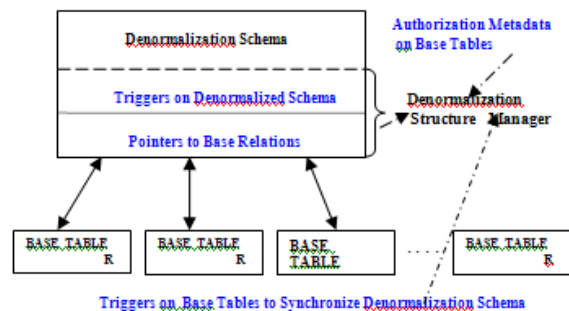 Denormalization Schema
Authorization Metadata
on Base Tables
Triggers on Denormalized Schema
Denormalization
Structure Manager
Pointers to Base Relations
BASE TABLE
R
BASE TABLE
R
BASE
TABLE
BASE TABLE
R
Triggers on Base Tables to Synchronize Denormalization Schema